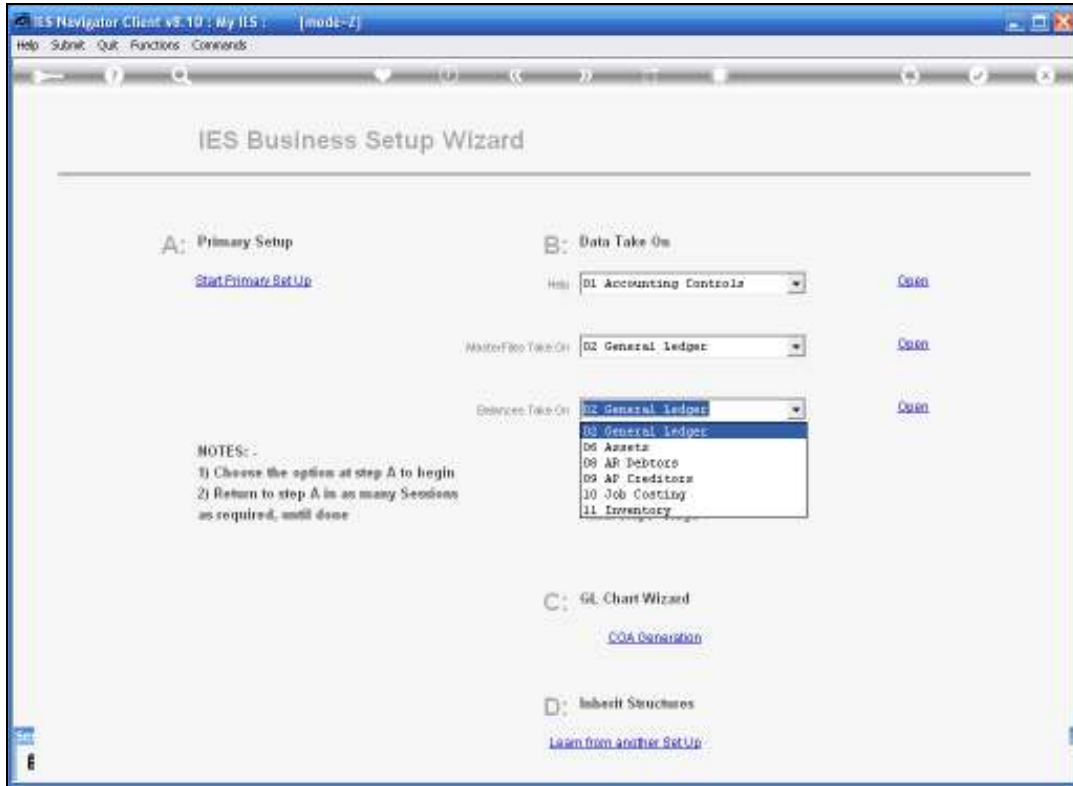 IES Navigator Client v8.10 : My IES : [mode=2]
Help Submit Quit Functions Commands
IES Business Setup Wizard
A: Primary Setup
Start Primary Set Up
B: Data Take On
Help 01 Accounting Controls Open
MasterFiles Take On 02 General Ledger Open
Balances Take On 02 General Ledger Open
02 General Ledger
06 Assets
08 AR Debtors
09 AP Creditors
10 Job Costing
11 Inventory
NOTES: -
1) Choose the option at step A to begin
2) Return to step A in as many Sessions
as required, until done
C: GL Chart Wizard
COA Generation
D: Inherit Structures
Learn from another Set Up